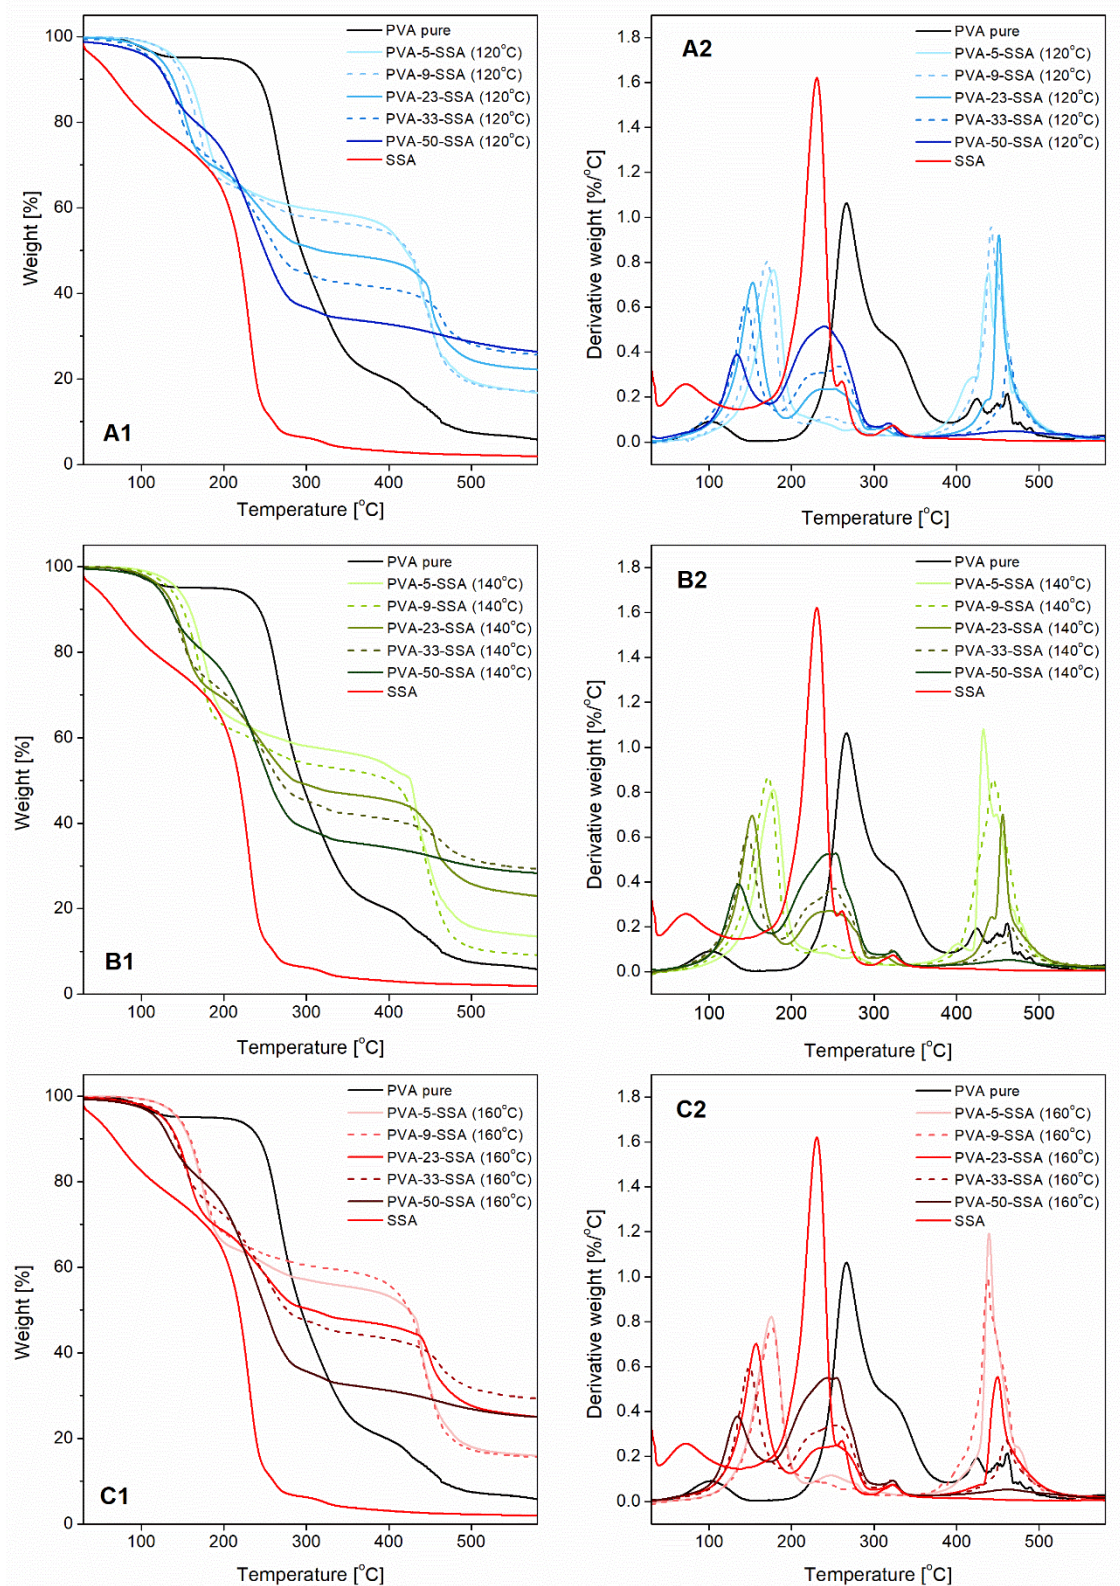 PVA pure
PVA-5-SSA (120°C)
PVA-9-SSA (120°C)
PVA-23-SSA (120°C)
PVA-33-SSA (120°C)
PVA-50-SSA (120°C)
SSA
A1
100
80
60
40
20
0
Weight [%]
100 200 300 400 500
Temperature [°C]
A2
PVA pure
PVA-5-SSA (120°C)
PVA-9-SSA (120°C)
PVA-23-SSA (120°C)
PVA-33-SSA (120°C)
PVA-50-SSA (120°C)
SSA
1.8
1.6
1.4
1.2
1.0
0.8
0.6
0.4
0.2
0.0
Derivative weight [%/°C]
100 200 300 400 500
Temperature [°C]
PVA pure
PVA-5-SSA (140°C)
PVA-9-SSA (140°C)
PVA-23-SSA (140°C)
PVA-33-SSA (140°C)
PVA-50-SSA (140°C)
SSA
B1
100
80
60
40
20
0
Weight [%]
100 200 300 400 500
Temperature [°C]
B2
PVA pure
PVA-5-SSA (140°C)
PVA-9-SSA (140°C)
PVA-23-SSA (140°C)
PVA-33-SSA (140°C)
PVA-50-SSA (140°C)
SSA
1.8
1.6
1.4
1.2
1.0
0.8
0.6
0.4
0.2
0.0
Derivative weight [%/°C]
100 200 300 400 500
Temperature [°C]
PVA pure
PVA-5-SSA (160°C)
PVA-9-SSA (160°C)
PVA-23-SSA (160°C)
PVA-33-SSA (160°C)
PVA-50-SSA (160°C)
SSA
C1
100
80
60
40
20
0
Weight [%]
100 200 300 400 500
Temperature [°C]
C2
PVA pure
PVA-5-SSA (160°C)
PVA-9-SSA (160°C)
PVA-23-SSA (160°C)
PVA-33-SSA (160°C)
PVA-50-SSA (160°C)
SSA
1.8
1.6
1.4
1.2
1.0
0.8
0.6
0.4
0.2
0.0
Derivative weight [%/°C]
100 200 300 400 500
Temperature [°C]